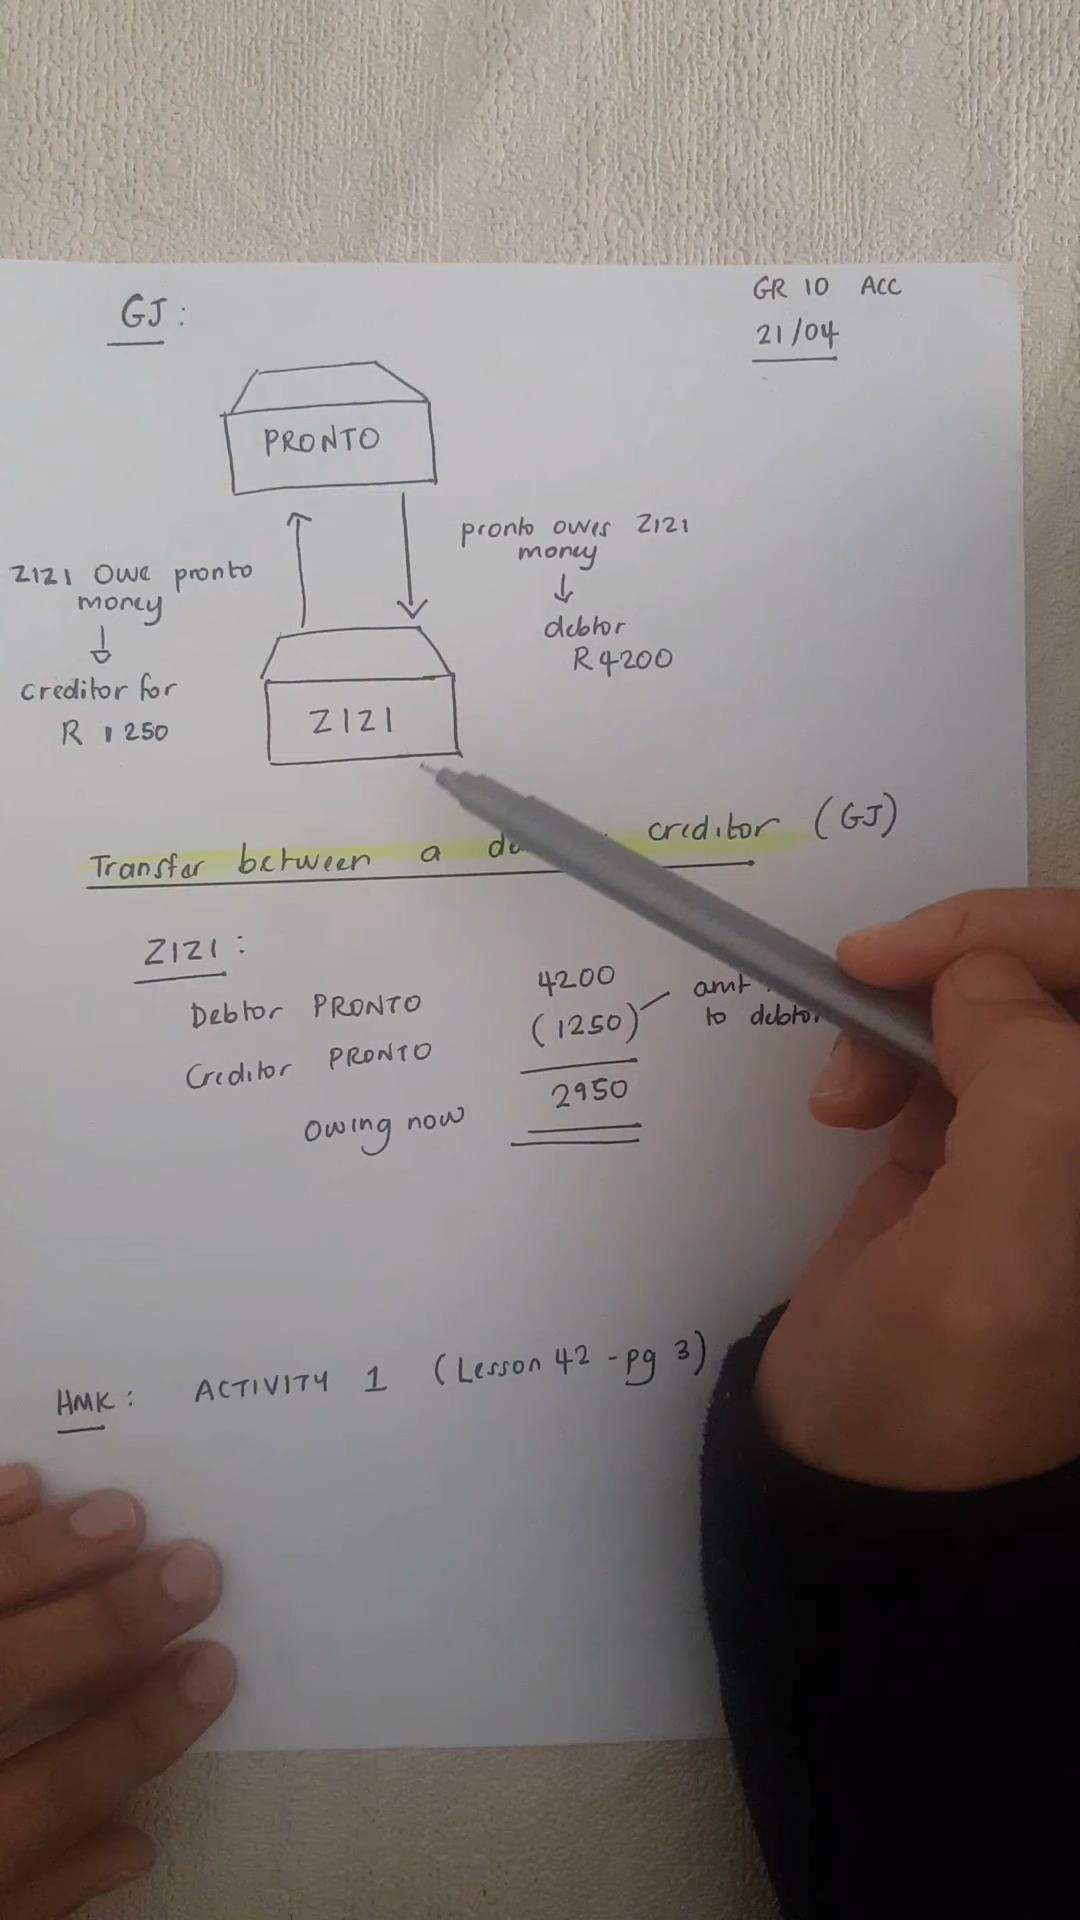 GJ:
GR 10 ACC
21/04
PRONTO
pronto owes ZIZI
money
debtor
R4200
ZIZI owe pronto
money
creditor for
R 1250
ZIZI
Transfer between a creditor (GJ)
ZIZI:
Debtor PRONTO 4200
Creditor PRONTO (1250) amt
to debtor
owing now 2950
HMK: ACTIVITY 1 (Lesson 42 - pg 3)